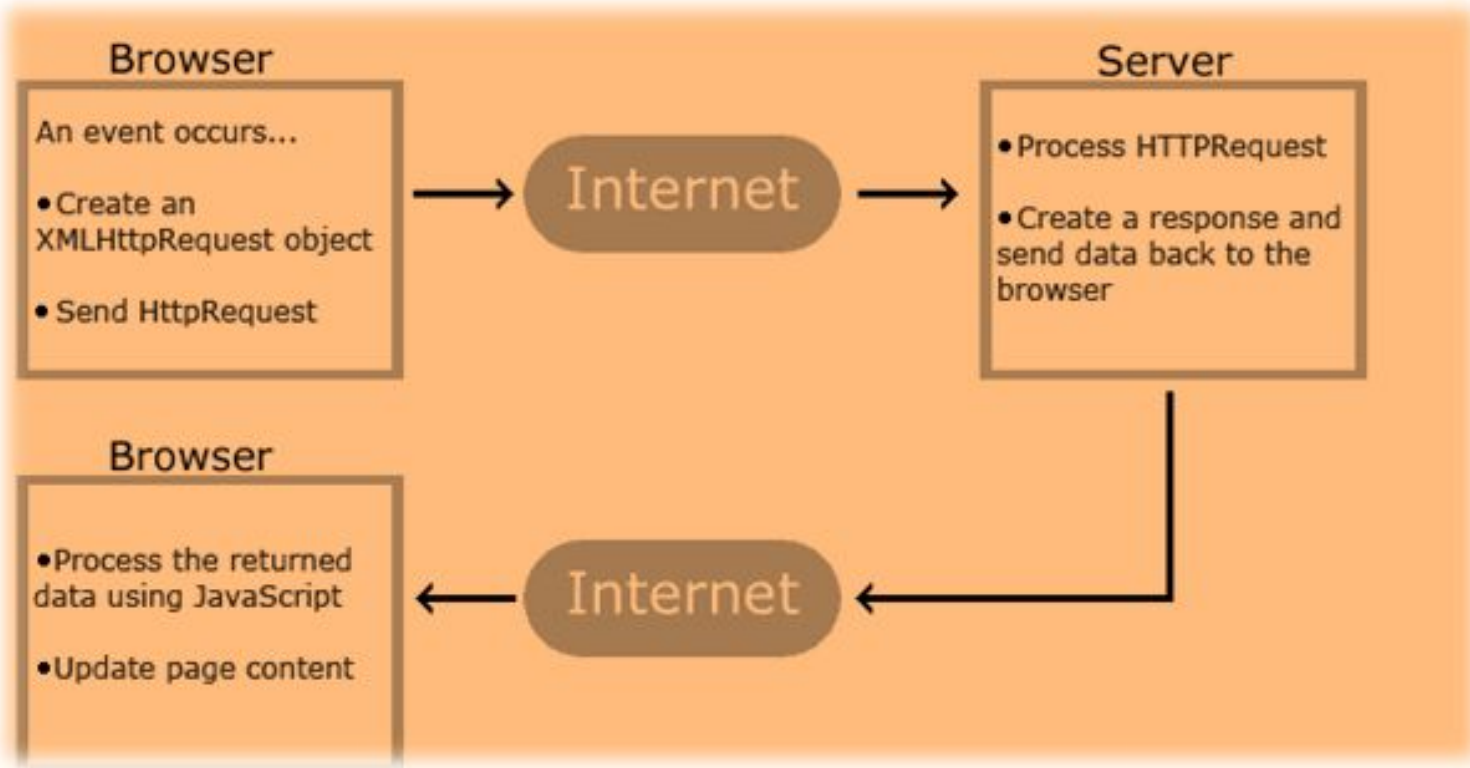 Browser
An event occurs...
•Create an
XMLHttpRequest object
• Send HttpRequest
Internet
Server
•Process HTTPRequest
•Create a response and
send data back to the
browser
Browser
•Process the returned
data using JavaScript
•Update page content
Internet